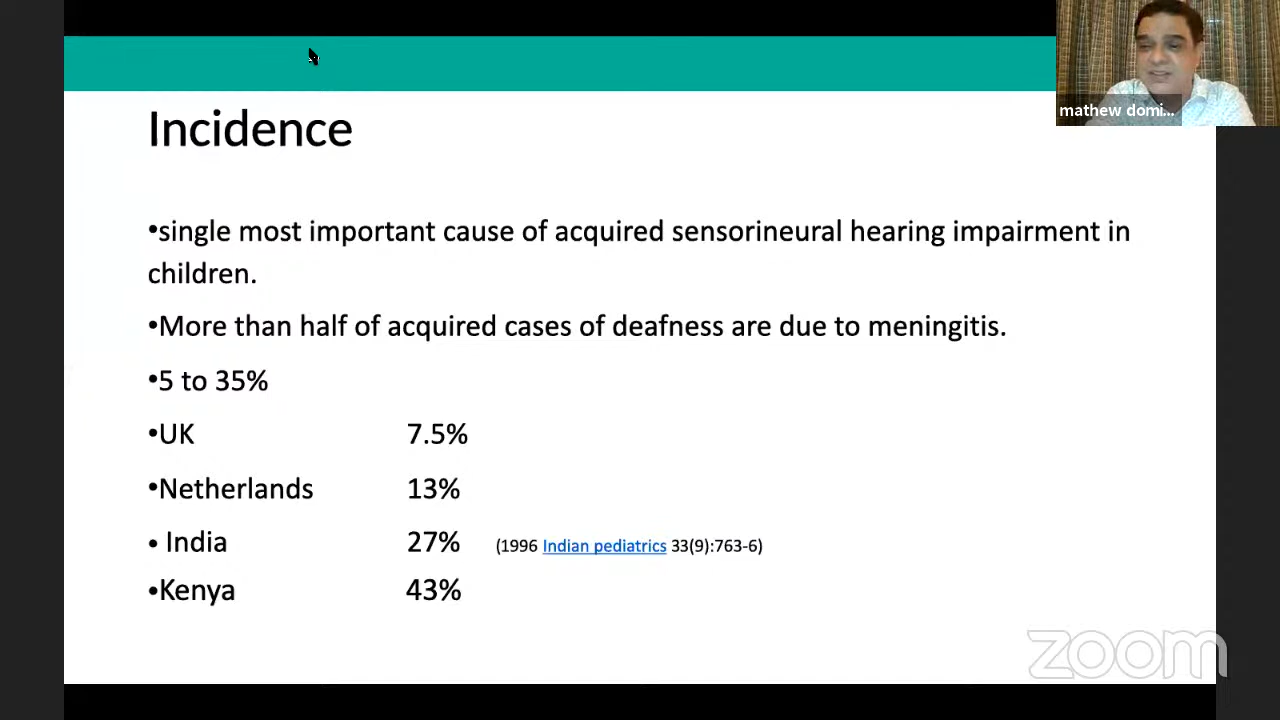 mathew domi...
Incidence
•single most important cause of acquired sensorineural hearing impairment in
children.
•More than half of acquired cases of deafness are due to meningitis.
•5 to 35%
•UK 7.5%
•Netherlands 13%
• India 27% (1996 Indian pediatrics 33(9):763-6)
•Kenya 43%
zoom